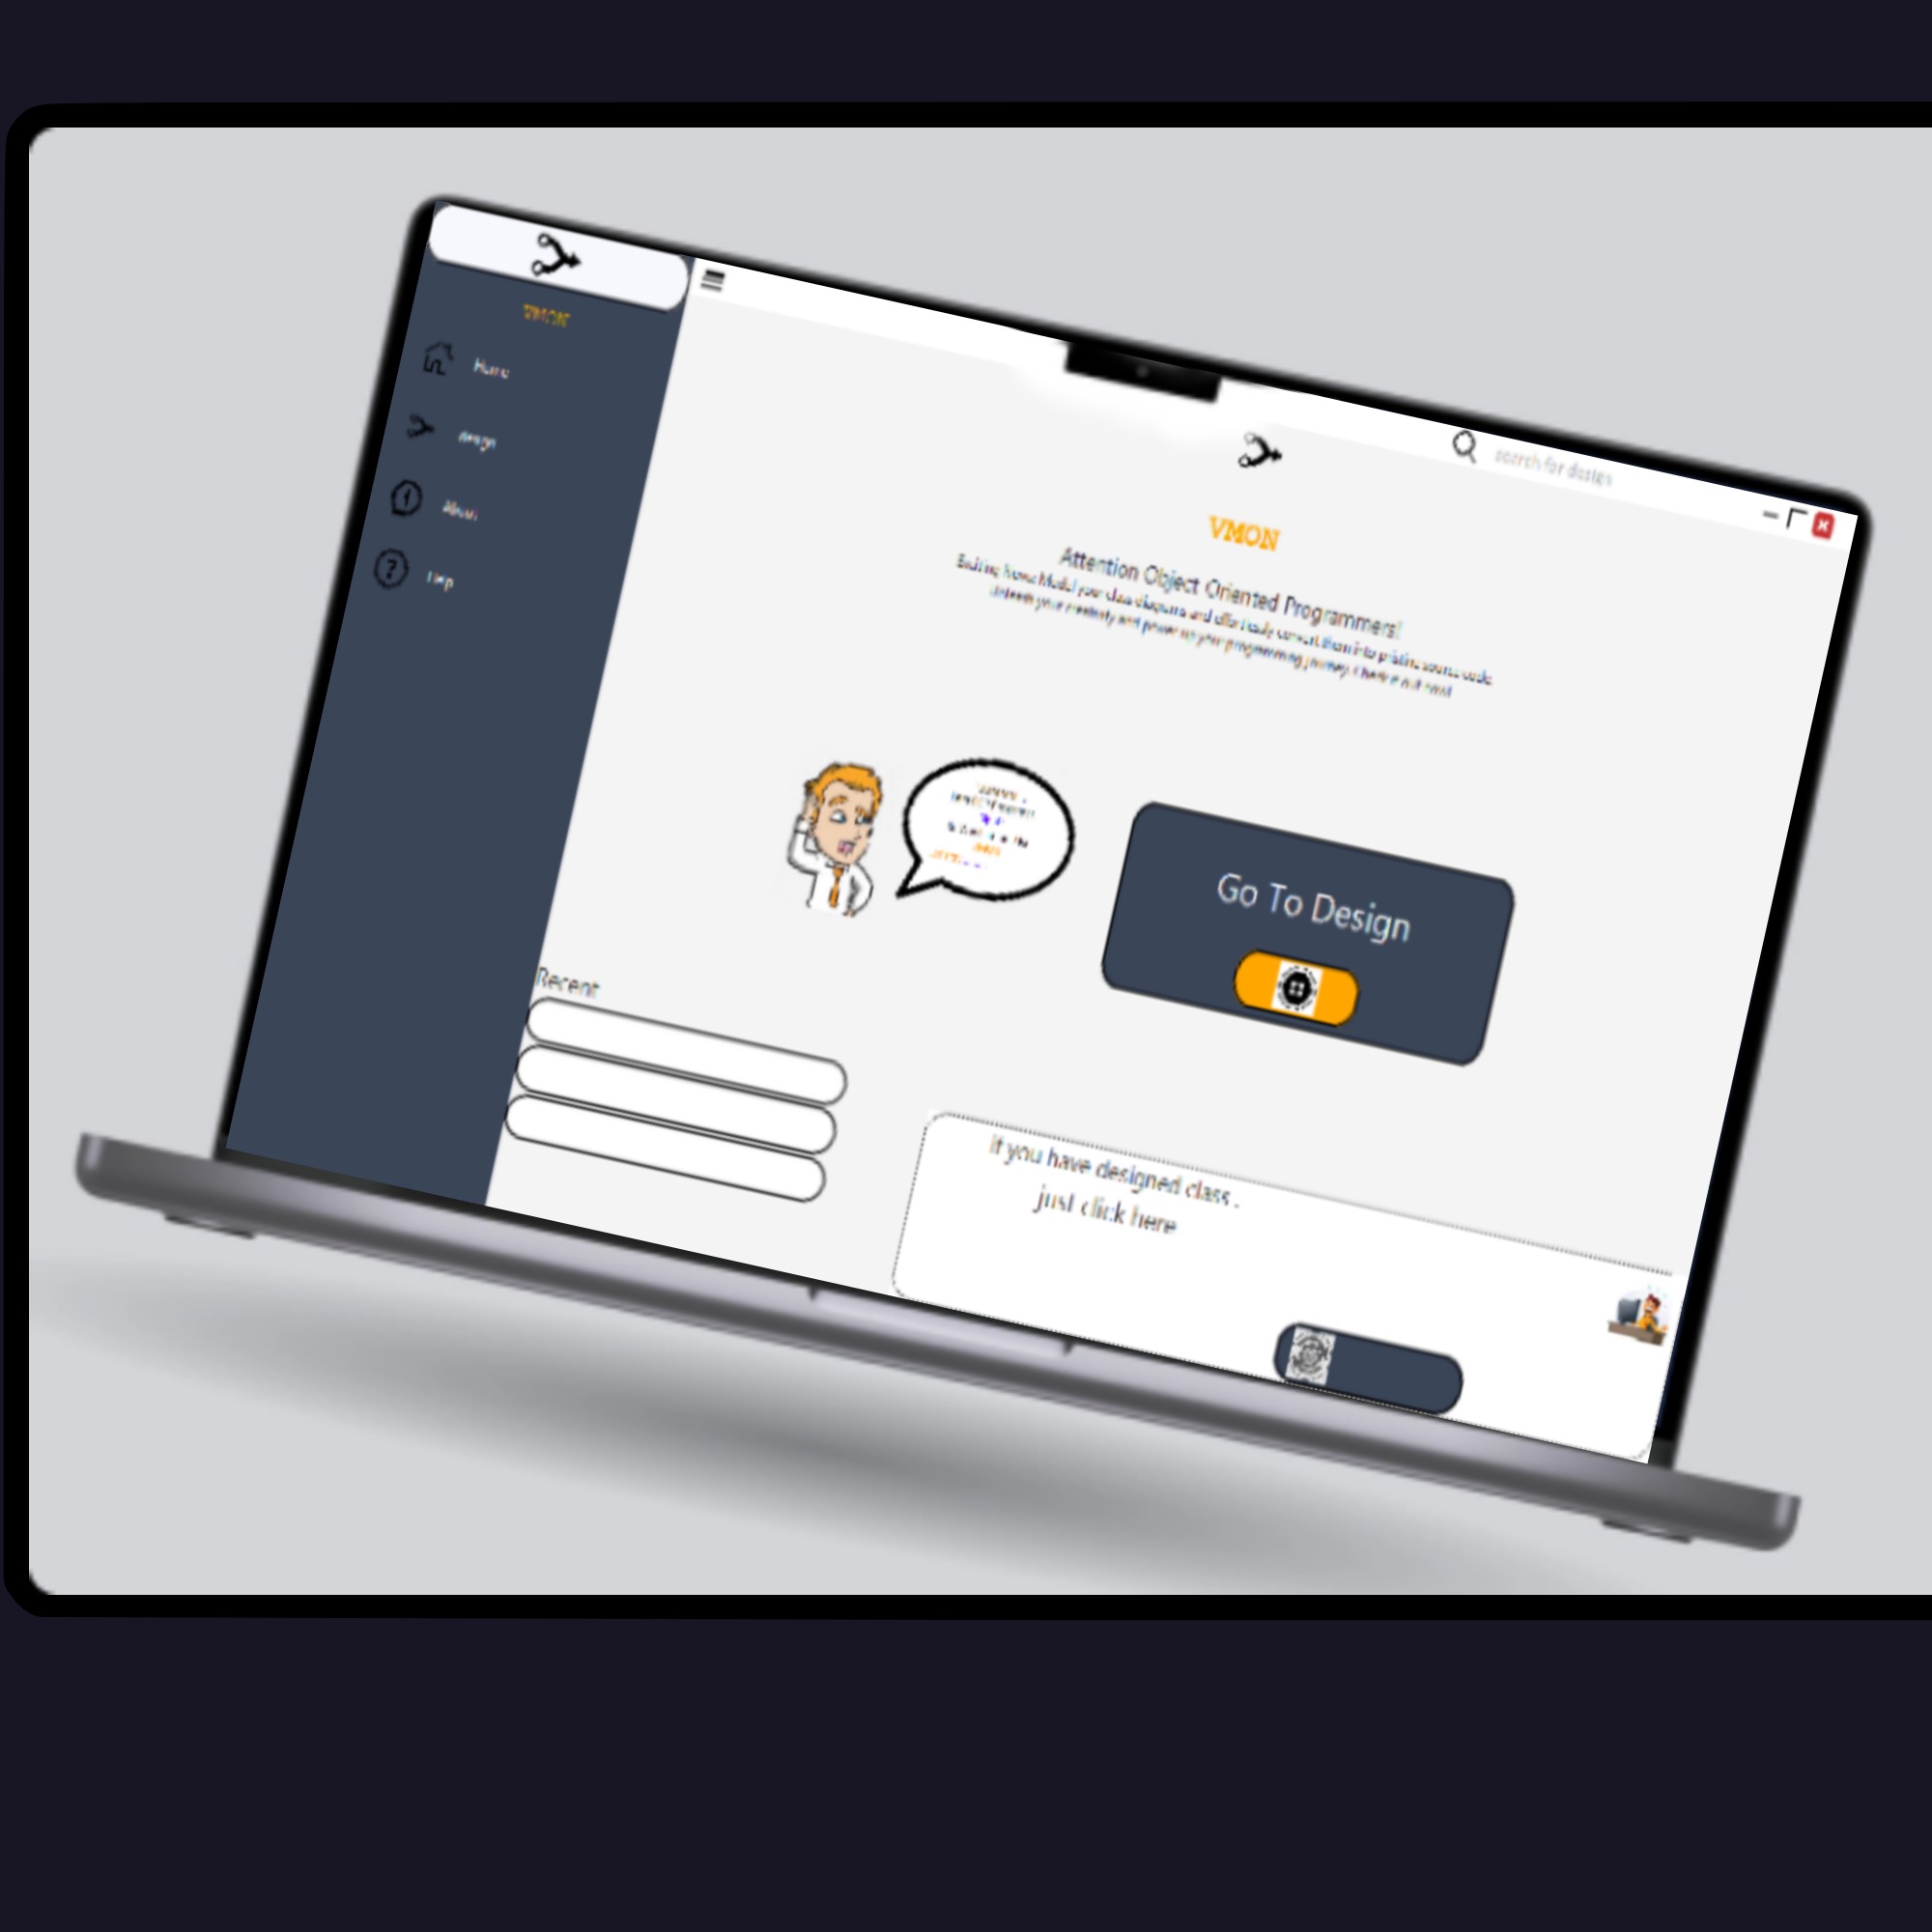 VMON
Home
design
About
Help
search for design
VMON
Attention Object Oriented Programmers!
Exciting News: Model your class diagrams and effortlessly convert them into pristine source code.
Unleash your creativity and power up your programming journey. Check it out now!
Go To Design
Recent
if you have designed class -
just click here